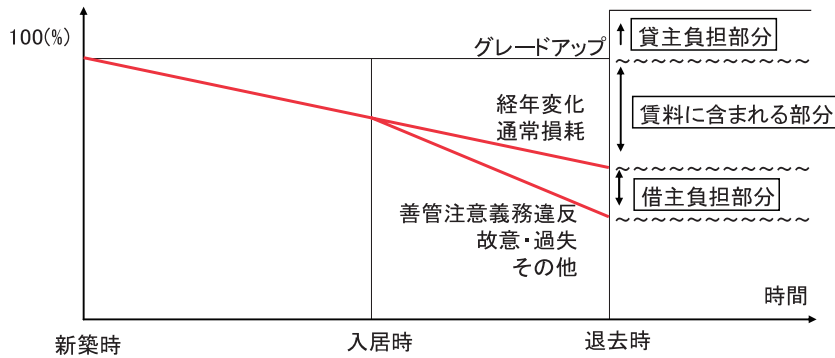 100(%)
グレードアップ
貸主負担部分
経年変化
通常損耗
賃料に含まれる部分
善管注意義務違反
故意・過失
その他
借主負担部分
時間
新築時
入居時
退去時